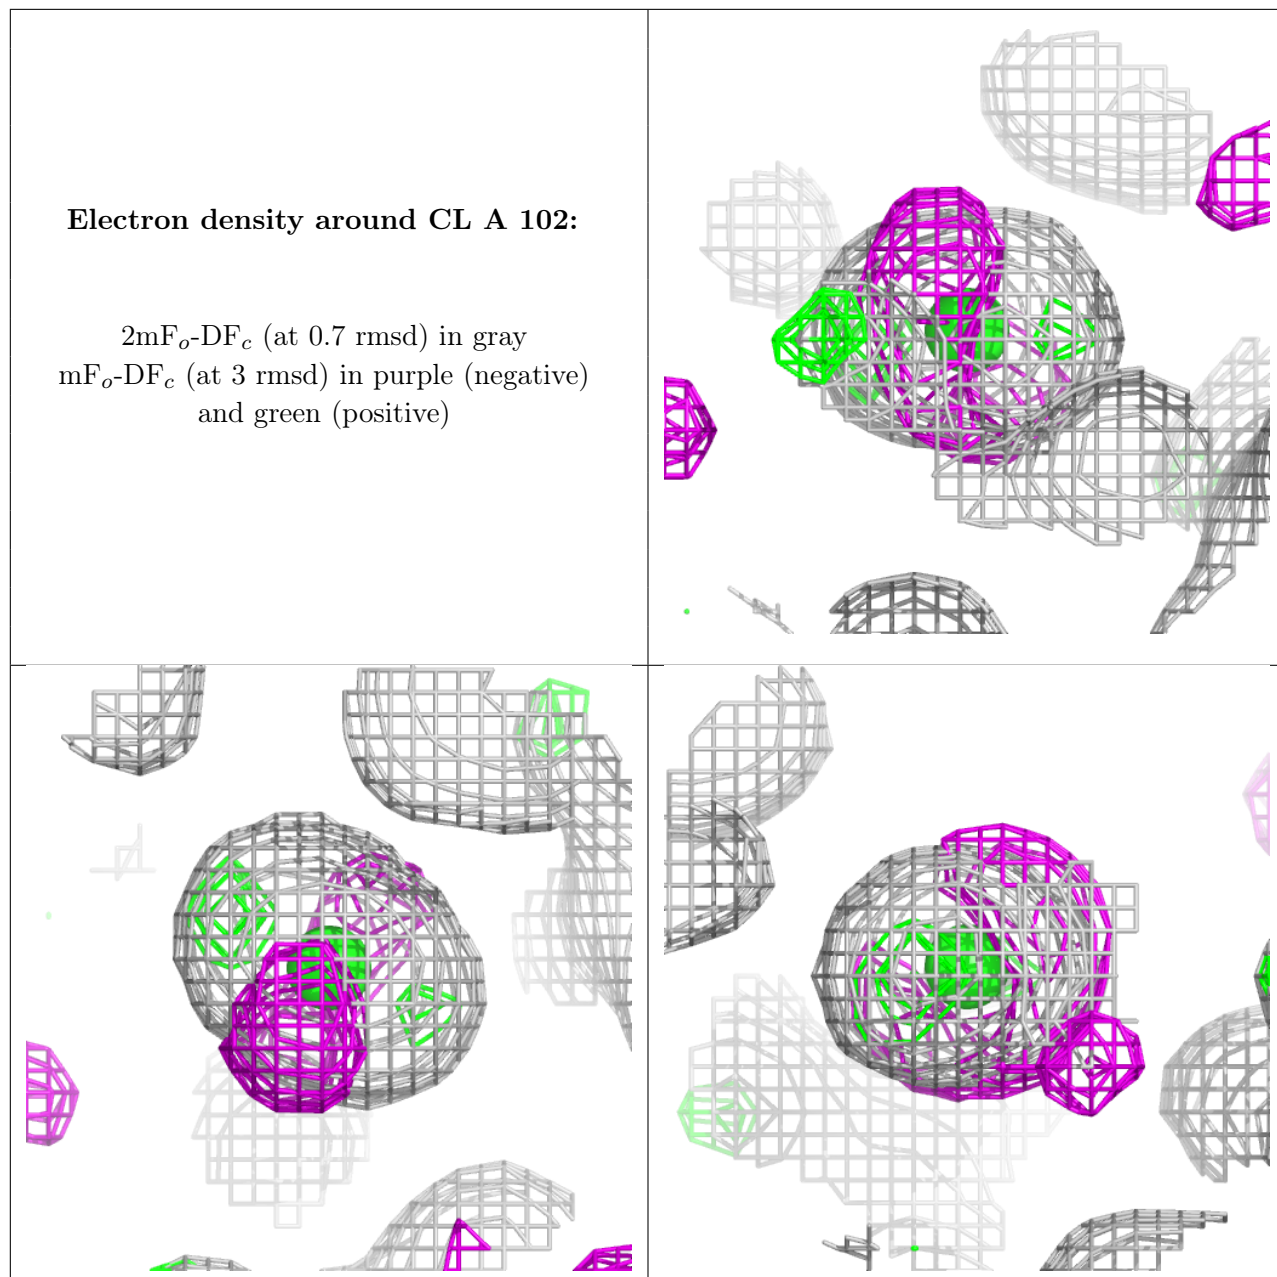 Electron density around CL A 102:
2mFo-DFc (at 0.7 rmsd) in gray
mFo-DFc (at 3 rmsd) in purple (negative)
and green (positive)